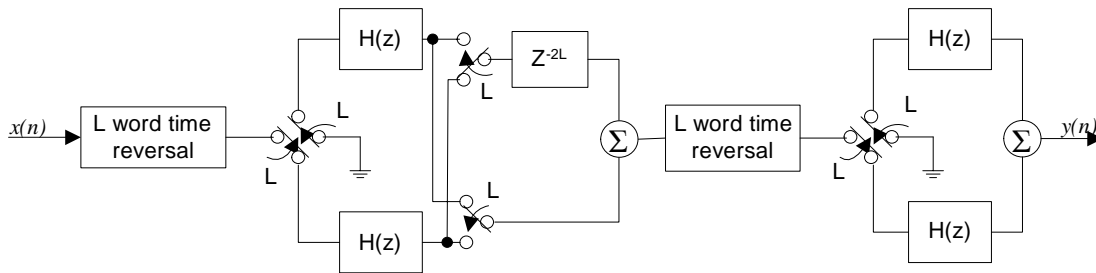 x(n)
L word time
reversal
L
L
H(z)
H(z)
L
Z-2L
L
Σ
L word time
reversal
L
L
H(z)
H(z)
Σ
y(n)